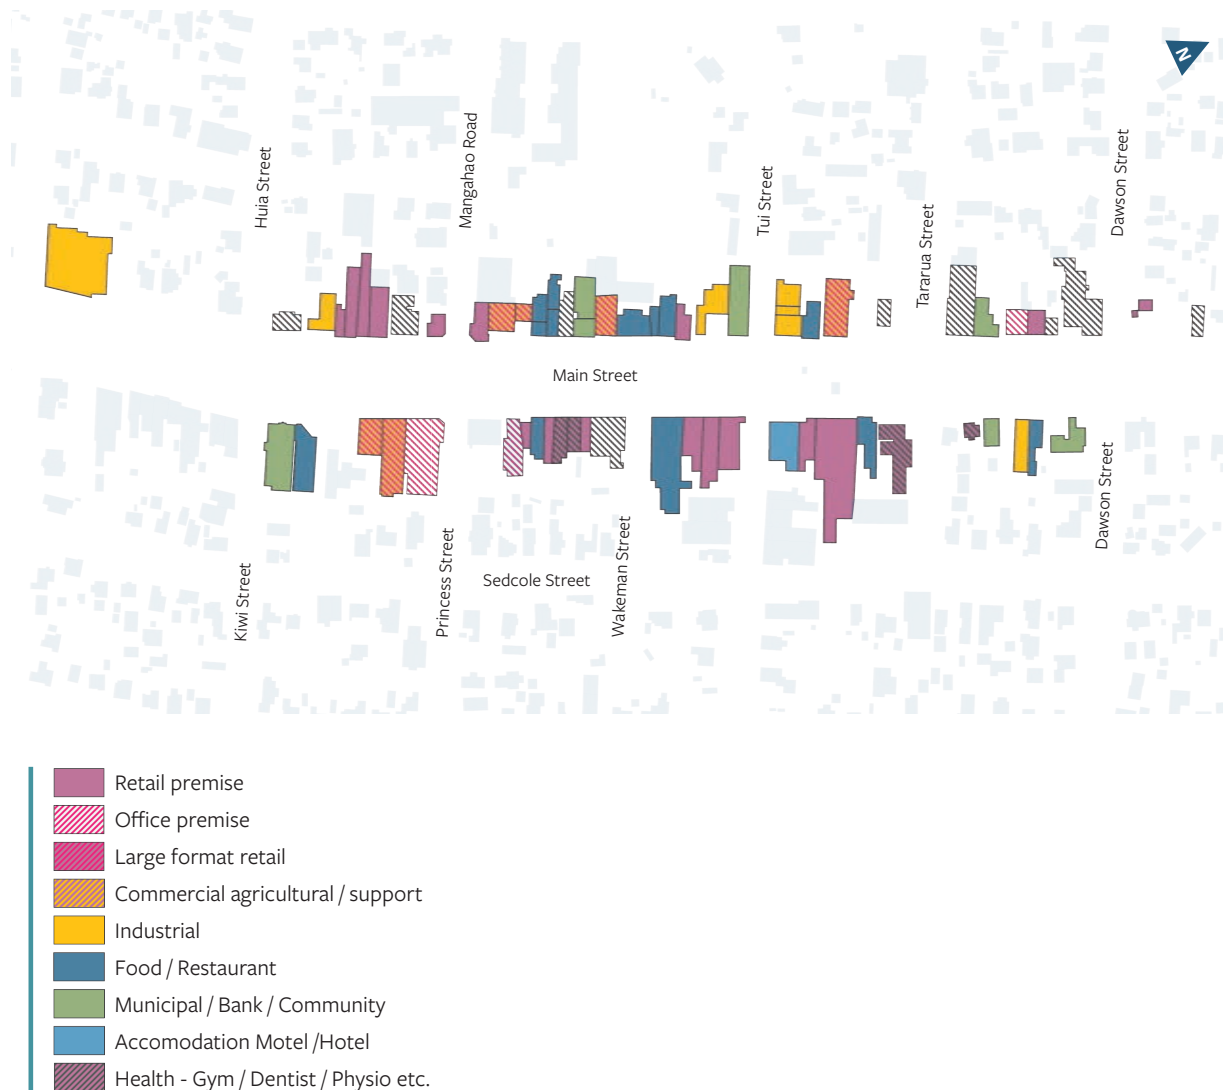 N
Huia Street
Mangahao Road
Tui Street
Tararua Street
Dawson Street
Main Street
Kiwi Street
Princess Street
Sedcole Street
Wakeman Street
Dawson Street
Retail premise
Office premise
Large format retail
Commercial agricultural / support
Industrial
Food / Restaurant
Municipal / Bank / Community
Accomodation Motel /Hotel
Health - Gym / Dentist / Physio etc.